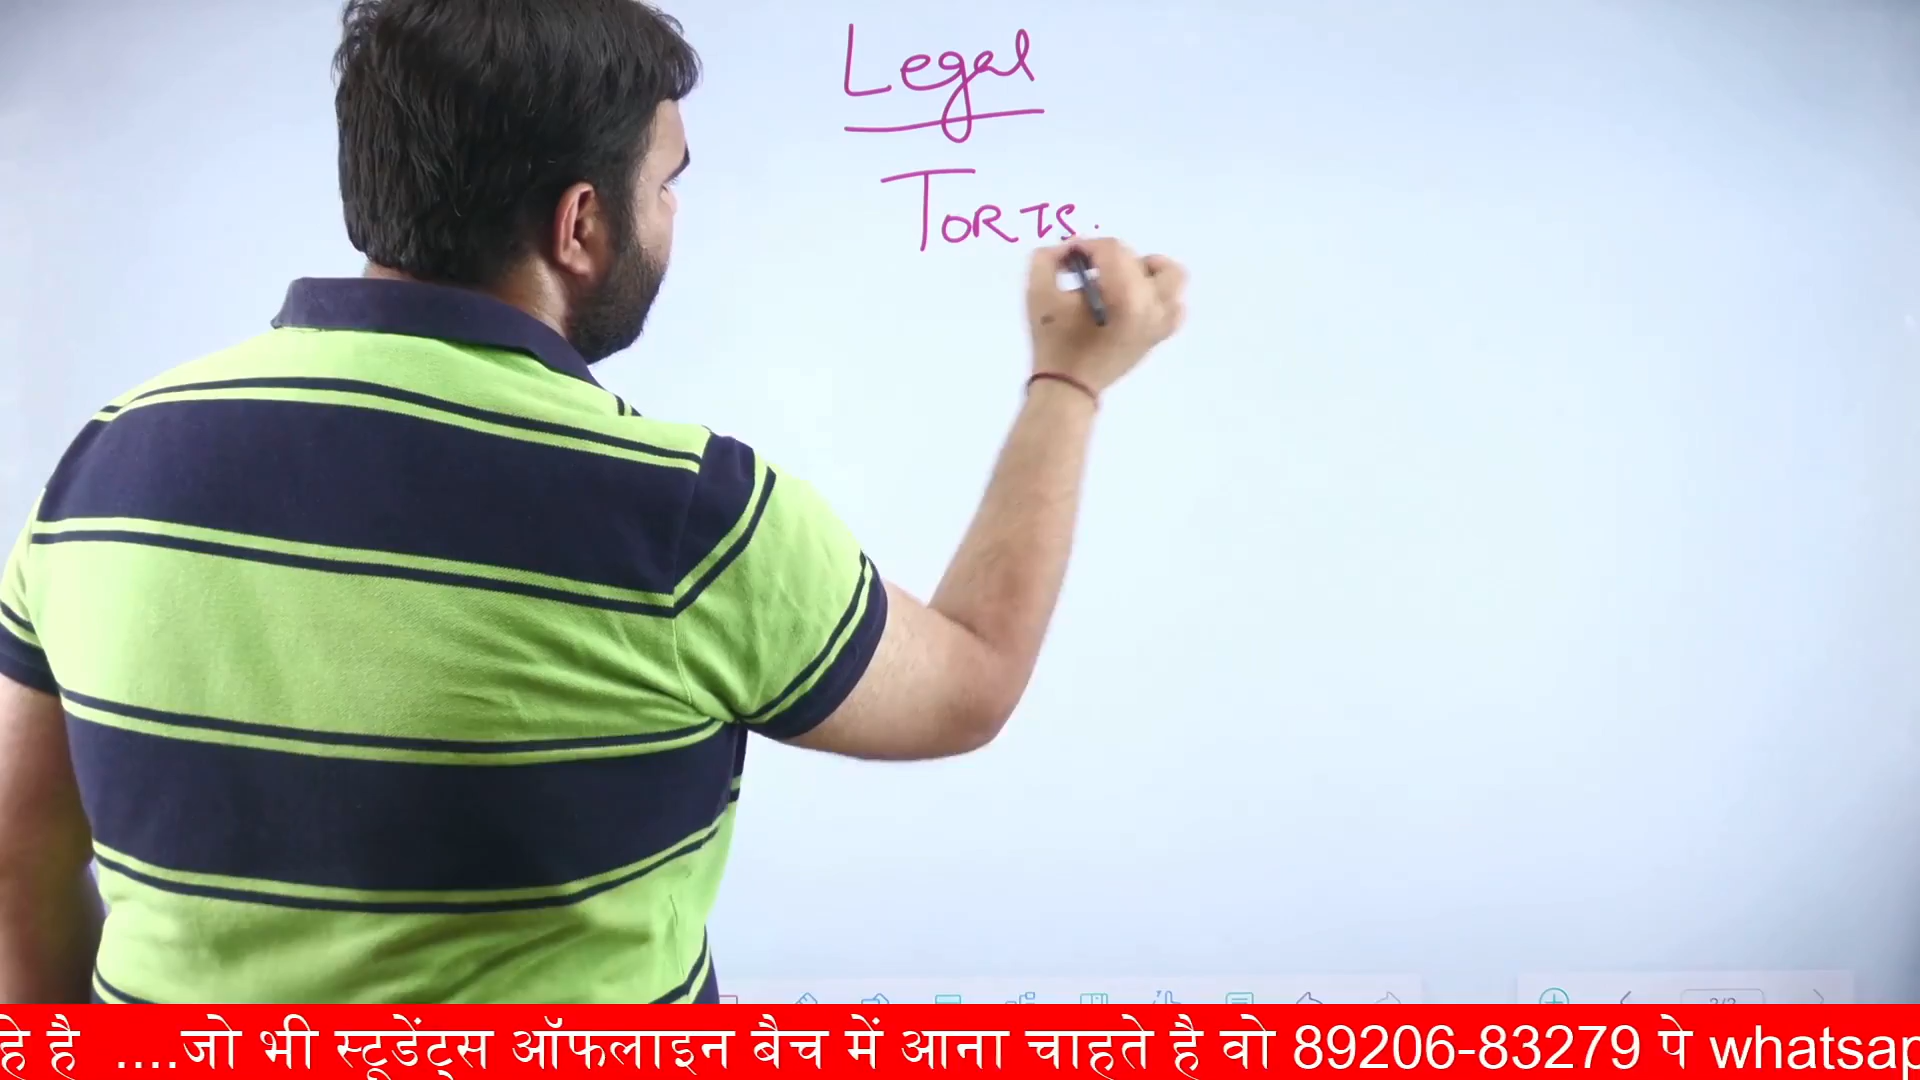 Legal
TORTS.
है ....जो भी स्टूडेंट्स ऑफलाइन बैच में आना चाहते है वो 89206-83279 पे whatsap